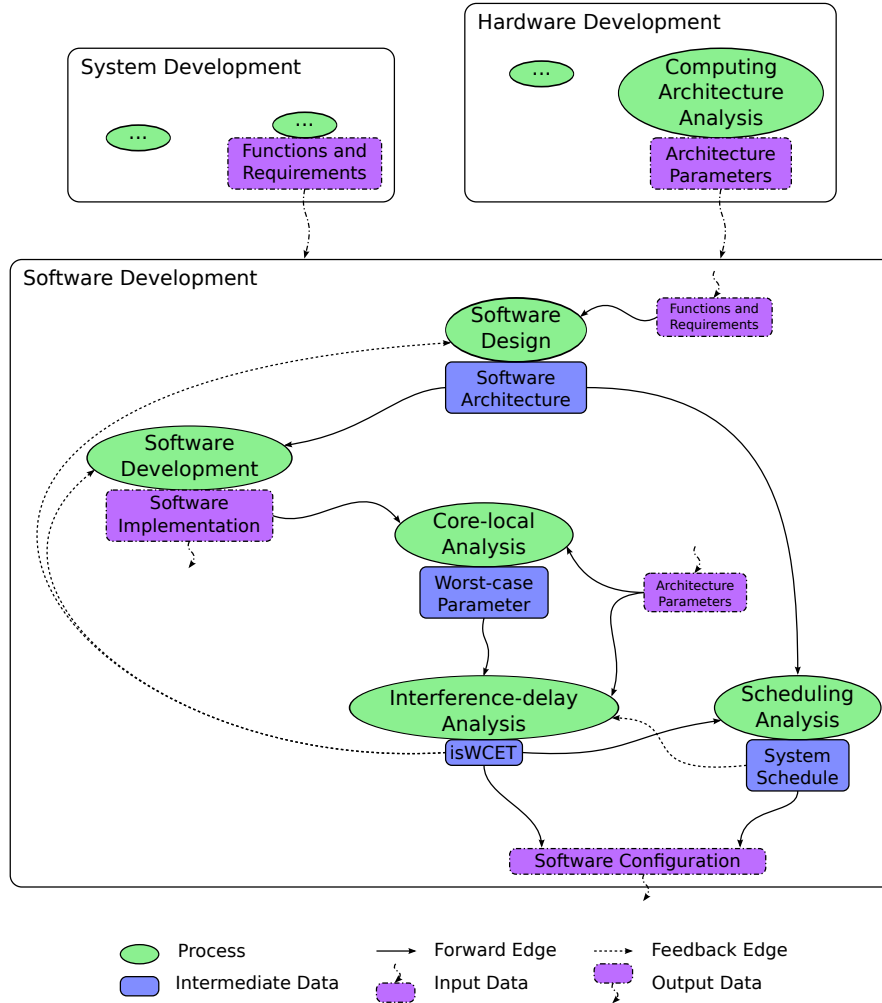 System Development
...
...
Functions and
Requirements
Hardware Development
...
Computing
Architecture
Analysis
Architecture
Parameters
Software Development
Software
Design
Functions and
Requirements
Software
Architecture
Software
Development
Software
Implementation
Core-local
Analysis
Worst-case
Parameter
Architecture
Parameters
Interference-delay
Analysis
isWCET
Scheduling
Analysis
System
Schedule
Software Configuration
Process
Forward Edge
Feedback Edge
Intermediate Data
Input Data
Output Data